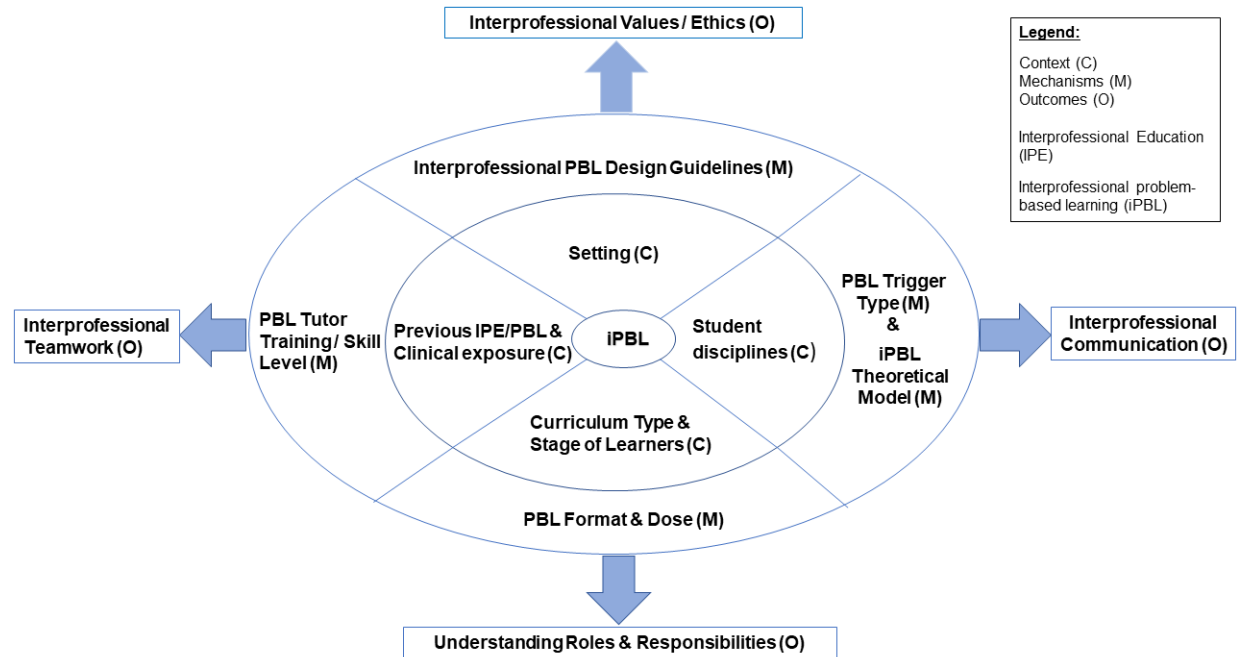 Interprofessional Values / Ethics (O)
Legend:
Context (C)
Mechanisms (M)
Outcomes (O)
Interprofessional Education
(IPE)
Interprofessional problem-
based learning (iPBL)
Interprofessional PBL Design Guidelines (M)
Setting (C)
PBL Trigger
Type (M)
&
iPBL
Theoretical
Model (M)
Interprofessional
Teamwork (O)
PBL Tutor
Training/ Skill
Level (M)
Previous IPE/PBL &
Clinical exposure (C)
iPBL
Student
disciplines (C)
Interprofessional
Communication (O)
Curriculum Type &
Stage of Learners (C)
PBL Format & Dose (M)
Understanding Roles & Responsibilities (O)